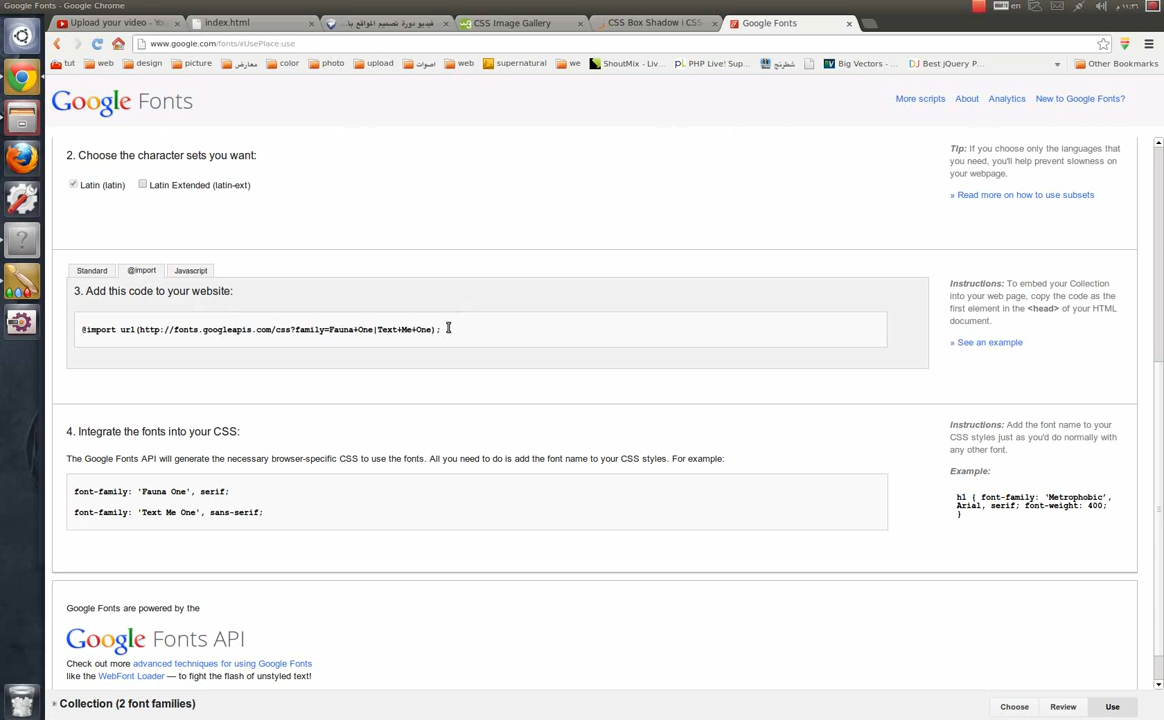 Google Fonts - Google Chrome
en
Upload your video - You
index.html
فيديو دورة تصميم المواقع با...
CSS Image Gallery
CSS Box Shadow | CSS
Google Fonts
www.google.com/fonts/#UsePlace:use
tut
web
design
picture
معارض
color
photo
upload
اصوات
web
supernatural
we
ShoutMix - Liv...
PHP Live! Sup...
شطرنج
Big Vectors - ...
Best jQuery P...
Other Bookmarks
Google Fonts
More scripts
About
Analytics
New to Google Fonts?
2. Choose the character sets you want:
Latin (latin)
Latin Extended (latin-ext)
Tip: If you choose only the languages that
you need, you'll help prevent slowness on
your webpage.
» Read more on how to use subsets
Standard
@import
Javascript
3. Add this code to your website:
@import url(http://fonts.googleapis.com/css?family=Fauna+One|Text+Me+One);
Instructions: To embed your Collection
into your web page, copy the code as the
first element in the <head> of your HTML
document.
» See an example
4. Integrate the fonts into your CSS:
The Google Fonts API will generate the necessary browser-specific CSS to use the fonts. All you need to do is add the font name to your CSS styles. For example:
font-family: 'Fauna One', serif;
font-family: 'Text Me One', sans-serif;
Instructions: Add the font name to your
CSS styles just as you'd do normally with
any other font.
Example:
h1 { font-family: 'Metrophobic',
Arial, serif; font-weight: 400;
}
Google Fonts are powered by the
Google Fonts API
Check out more advanced techniques for using Google Fonts
like the WebFont Loader — to fight the flash of unstyled text!
Collection (2 font families)
Choose
Review
Use